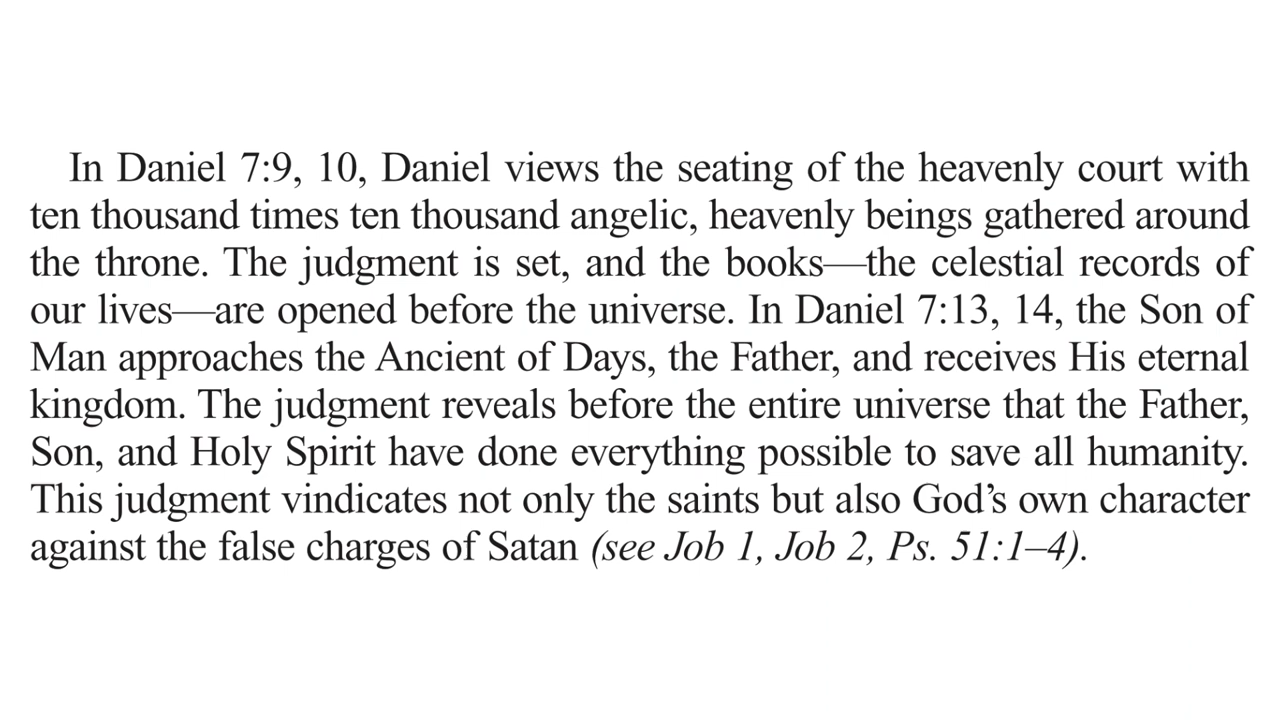 In Daniel 7:9, 10, Daniel views the seating of the heavenly court with
ten thousand times ten thousand angelic, heavenly beings gathered around
the throne. The judgment is set, and the books—the celestial records of
our lives—are opened before the universe. In Daniel 7:13, 14, the Son of
Man approaches the Ancient of Days, the Father, and receives His eternal
kingdom. The judgment reveals before the entire universe that the Father,
Son, and Holy Spirit have done everything possible to save all humanity.
This judgment vindicates not only the saints but also God’s own character
against the false charges of Satan (see Job 1, Job 2, Ps. 51:1–4).